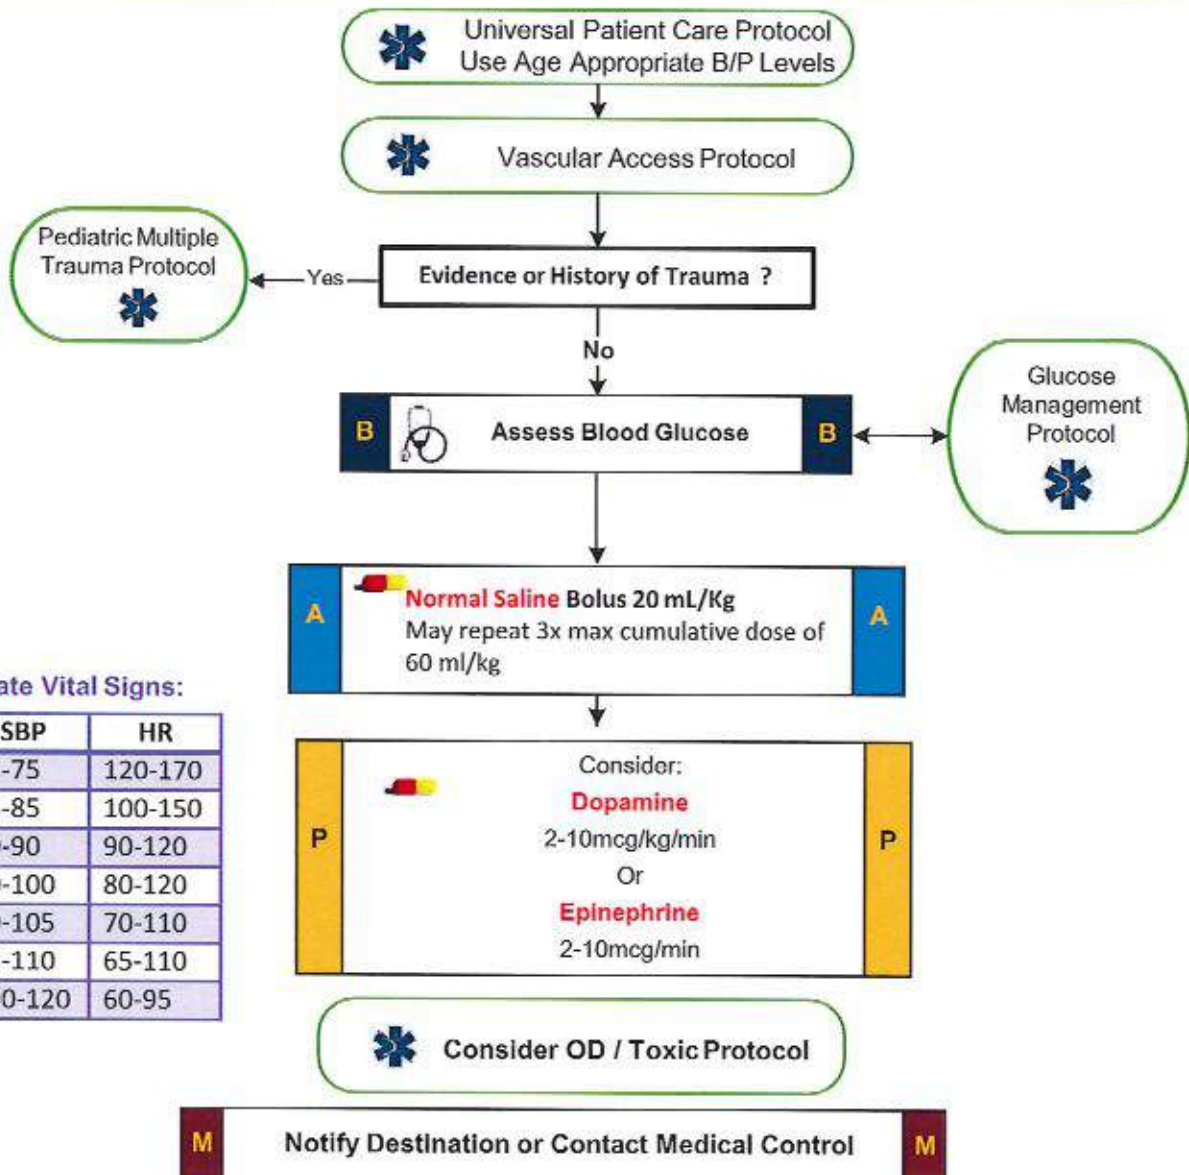 Universal Patient Care Protocol
Use Age Appropriate B/P Levels
Vascular Access Protocol
Pediatric Multiple
Trauma Protocol
Yes
Evidence or History of Trauma ?
No
B
Assess Blood Glucose
B
Glucose
Management
Protocol
A
Normal Saline Bolus 20 mL/Kg
May repeat 3x max cumulative dose of
60 ml/kg
A
ate Vital Signs:
SBP HR
-75 120-170
-85 100-150
-90 90-120
-100 80-120
-105 70-110
-110 65-110
0-120 60-95
P
Consider:
Dopamine
2-10mcg/kg/min
Or
Epinephrine
2-10mcg/min
P
Consider OD / Toxic Protocol
M
Notify Destination or Contact Medical Control
M